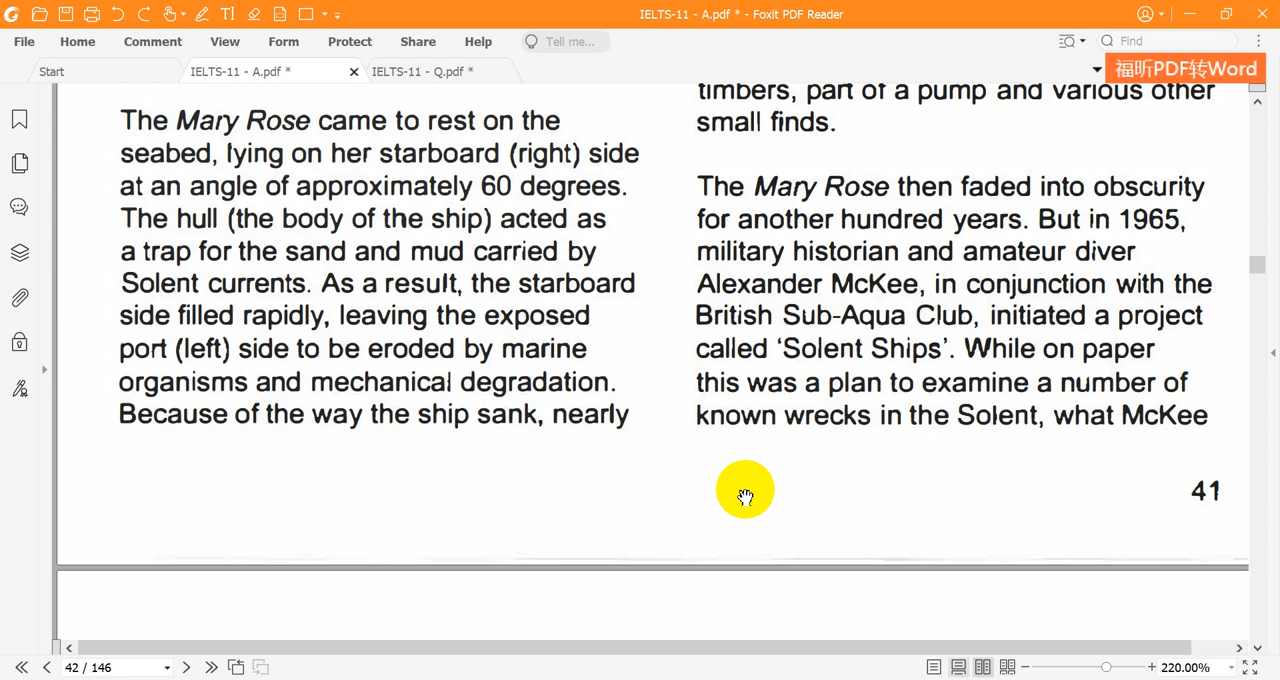 IELTS-11 - A.pdf * - Foxit PDF Reader
File Home Comment View Form Protect Share Help Tell me... Find
Start IELTS-11 - A.pdf * IELTS-11 - Q.pdf *
福昕PDF转Word
The Mary Rose came to rest on the
seabed, lying on her starboard (right) side
at an angle of approximately 60 degrees.
The hull (the body of the ship) acted as
a trap for the sand and mud carried by
Solent currents. As a result, the starboard
side filled rapidly, leaving the exposed
port (left) side to be eroded by marine
organisms and mechanical degradation.
Because of the way the ship sank, nearly
timbers, part of a pump and various other
small finds.
The Mary Rose then faded into obscurity
for another hundred years. But in 1965,
military historian and amateur diver
Alexander McKee, in conjunction with the
British Sub-Aqua Club, initiated a project
called ‘Solent Ships’. While on paper
this was a plan to examine a number of
known wrecks in the Solent, what McKee
41
42 / 146
220.00%